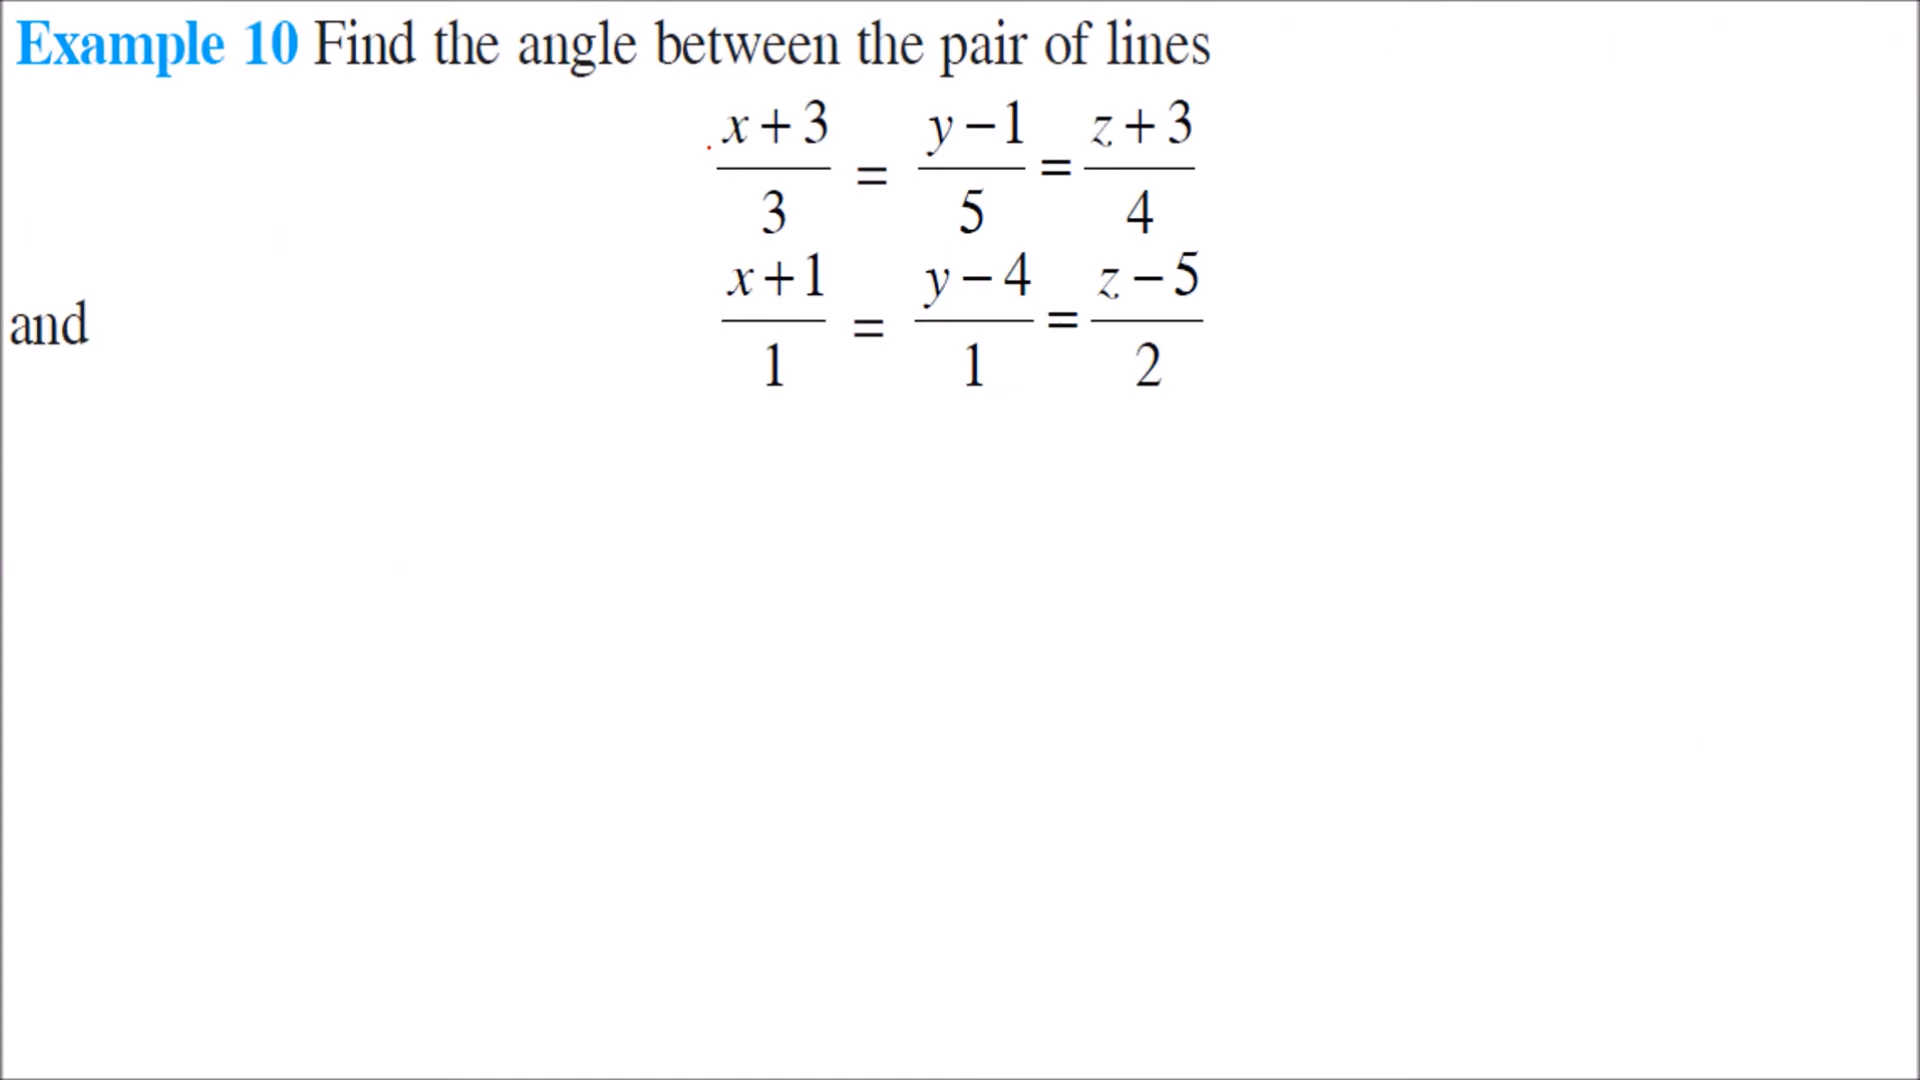 Example 10 Find the angle between the pair of lines
x + 3 / 3 = y − 1 / 5 = z + 3 / 4
and x + 1 / 1 = y − 4 / 1 = z − 5 / 2